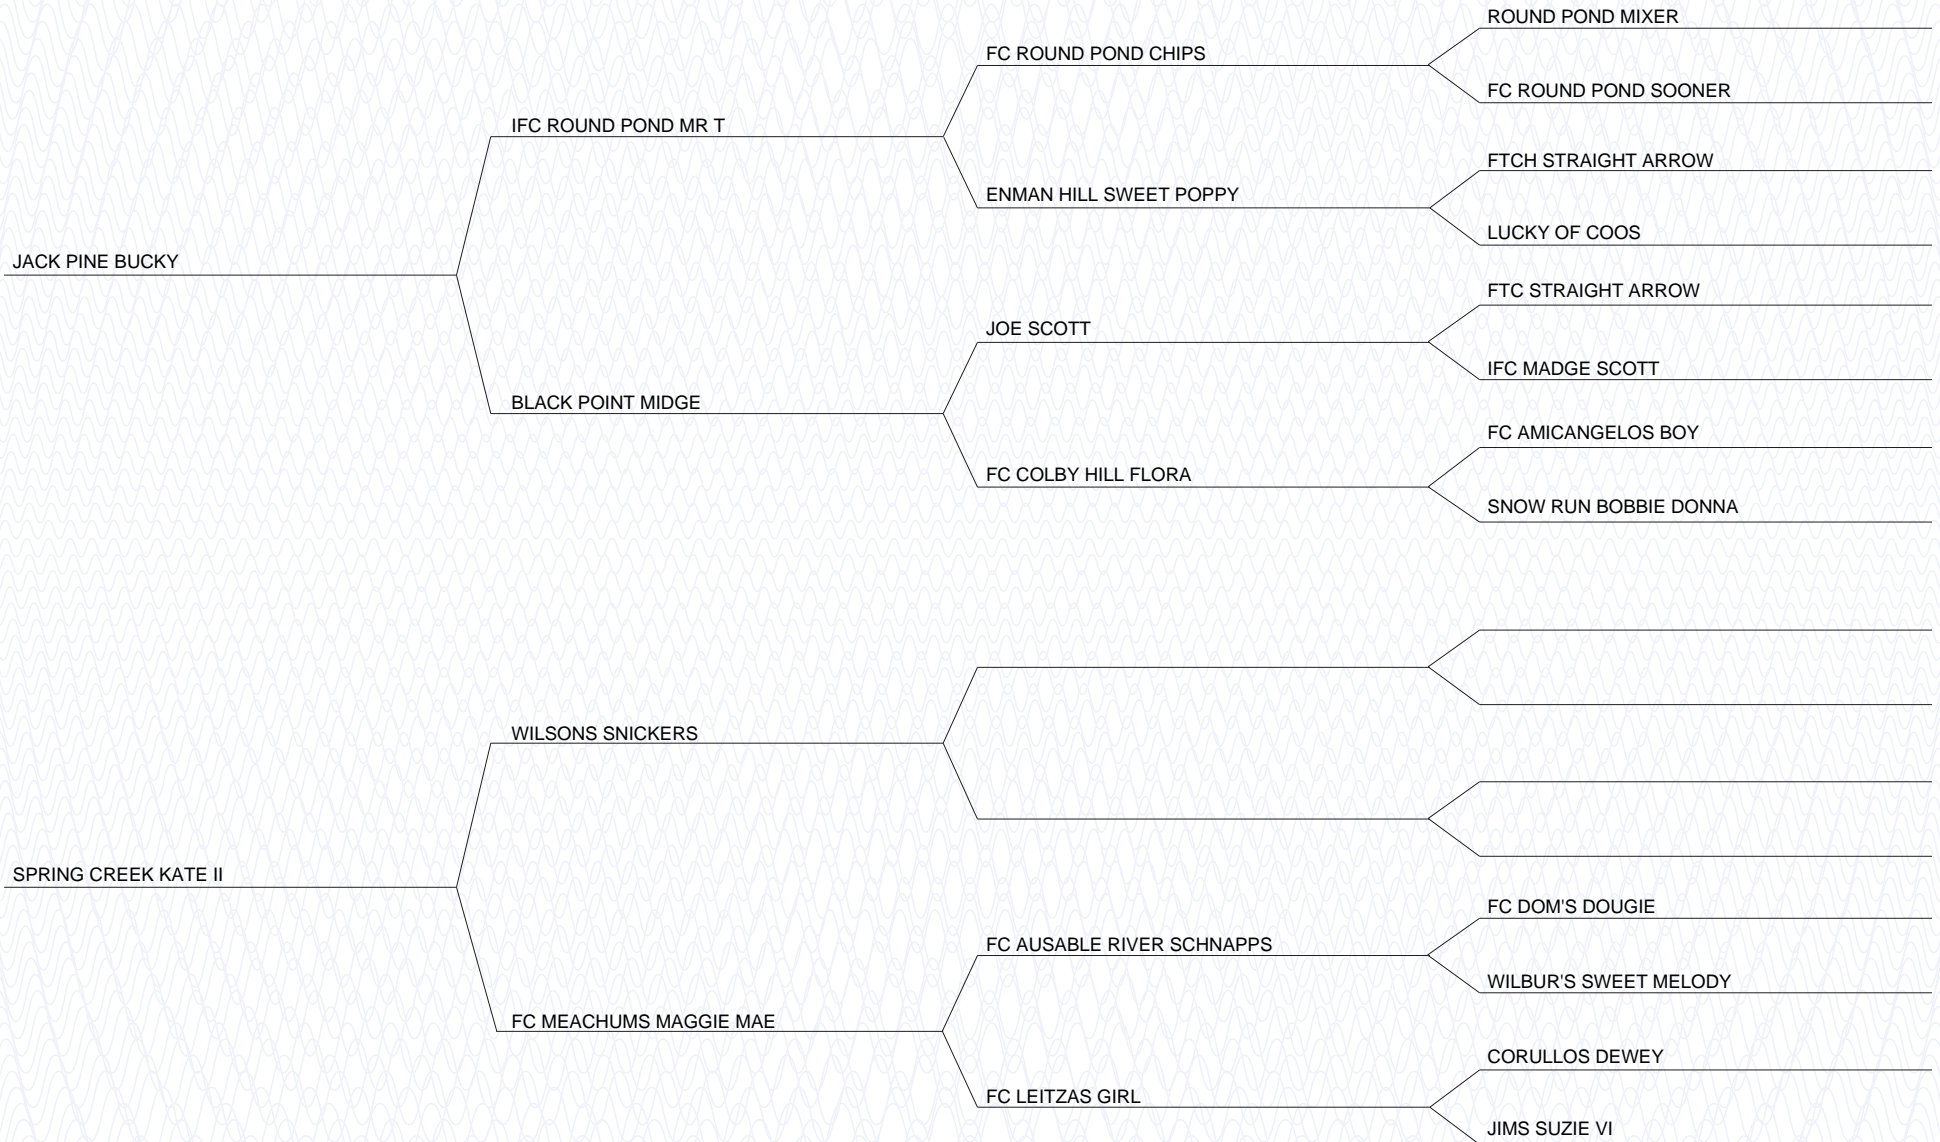 ROUND POND MIXER
FC ROUND POND CHIPS
FC ROUND POND SOONER
IFC ROUND POND MR T
FTCH STRAIGHT ARROW
ENMAN HILL SWEET POPPY
LUCKY OF COOS
JACK PINE BUCKY
FTC STRAIGHT ARROW
JOE SCOTT
IFC MADGE SCOTT
BLACK POINT MIDGE
FC AMICANGELOS BOY
FC COLBY HILL FLORA
SNOW RUN BOBBIE DONNA
WILSONS SNICKERS
SPRING CREEK KATE II
FC DOM'S DOUGIE
FC AUSABLE RIVER SCHNAPPS
WILBUR'S SWEET MELODY
FC MEACHUMS MAGGIE MAE
CORULLOS DEWEY
FC LEITZAS GIRL
JIMS SUZIE VI